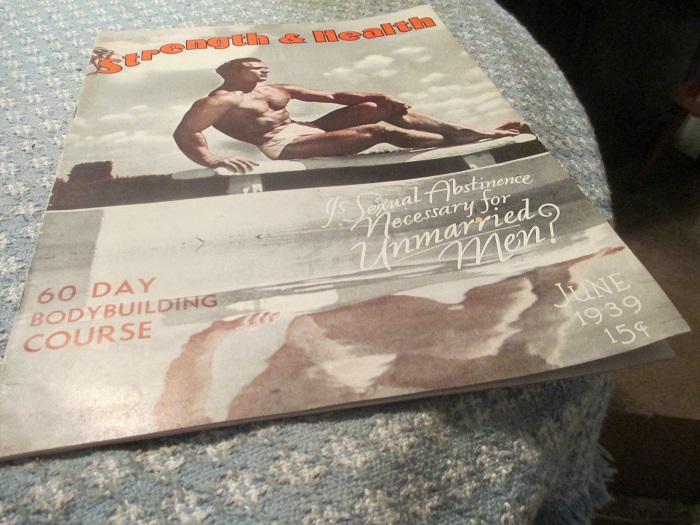 Strength & Health
Is Sexual Abstinence
Necessary for
Unmarried
Men?
60 DAY
BODYBUILDING
COURSE
JUNE
1939
15¢